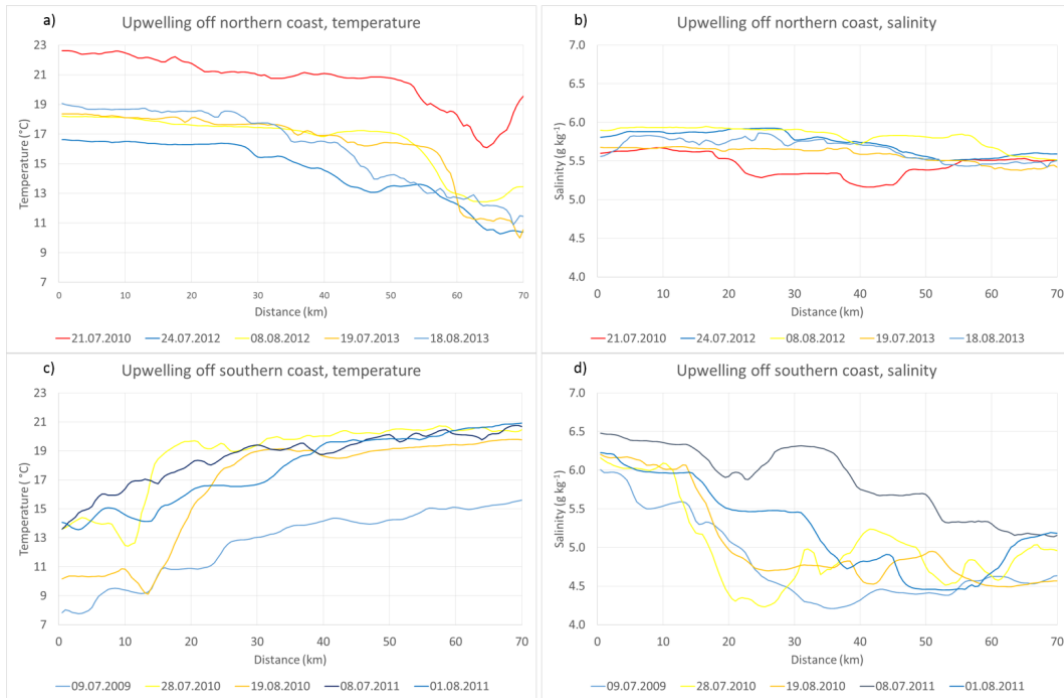 a) Upwelling off northern coast, temperature
23
21
19
17
15
13
11
9
7
Temperature (°C)
0 10 20 30 40 50 60 70
Distance (km)
21.07.2010 24.07.2012 08.08.2012 19.07.2013 18.08.2013
b) Upwelling off northern coast, salinity
7.0
6.5
6.0
5.5
5.0
4.5
4.0
Salinity (g kg⁻¹)
0 10 20 30 40 50 60 70
Distance (km)
21.07.2010 24.07.2012 08.08.2012 19.07.2013 18.08.2013
c) Upwelling off southern coast, temperature
23
21
19
17
15
13
11
9
7
Temperature ( °C)
0 10 20 30 40 50 60 70
Distance (km)
09.07.2009 28.07.2010 19.08.2010 08.07.2011 01.08.2011
d) Upwelling off southern coast, salinity
7.0
6.5
6.0
5.5
5.0
4.5
4.0
Salinity (g kg⁻¹)
0 10 20 30 40 50 60 70
Distance (km)
09.07.2009 28.07.2010 19.08.2010 08.07.2011 01.08.2011